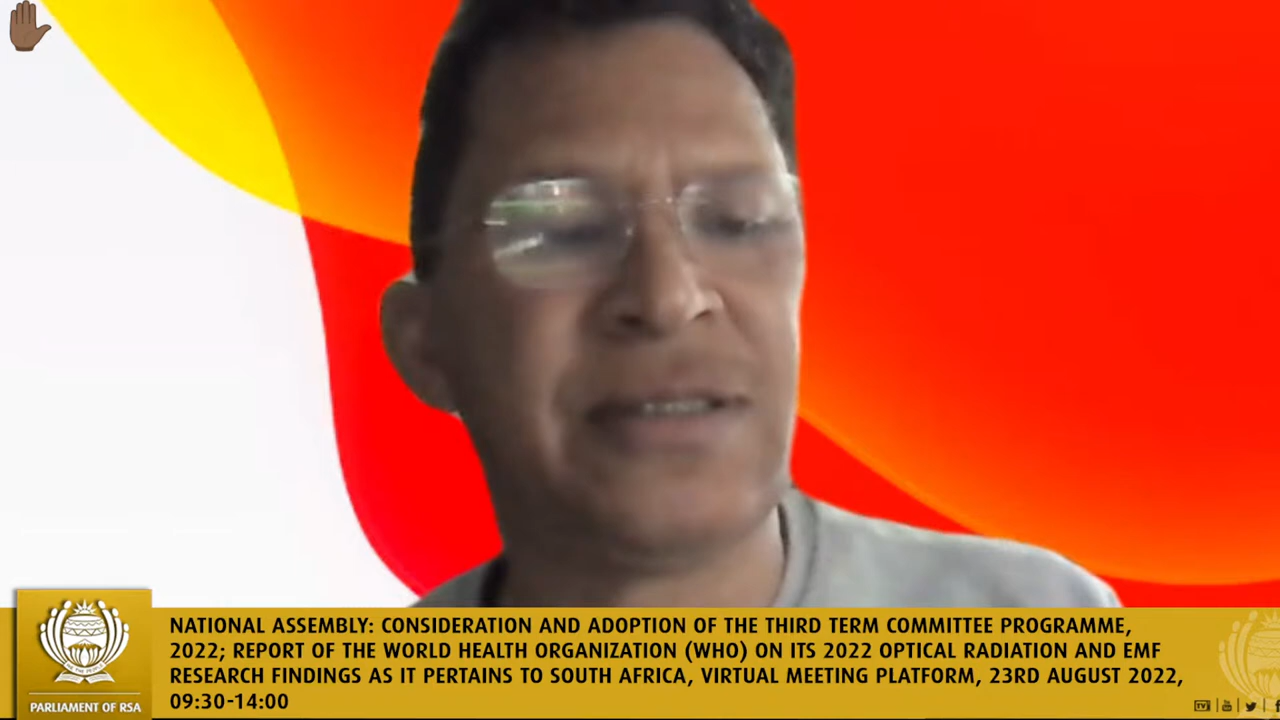 NATIONAL ASSEMBLY: CONSIDERATION AND ADOPTION OF THE THIRD TERM COMMITTEE PROGRAMME,
2022; REPORT OF THE WORLD HEALTH ORGANIZATION (WHO) ON ITS 2022 OPTICAL RADIATION AND EMF
RESEARCH FINDINGS AS IT PERTAINS TO SOUTH AFRICA, VIRTUAL MEETING PLATFORM, 23RD AUGUST 2022,
09:30-14:00
PARLIAMENT OF RSA